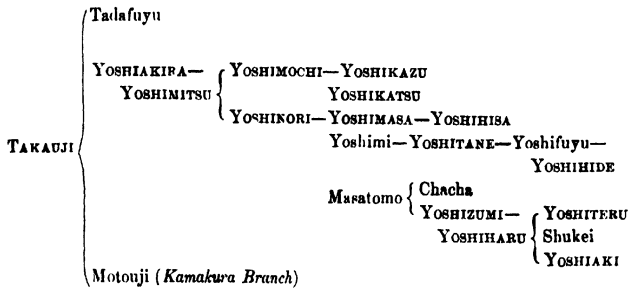 Tadafuyu
YOSHIAKIRA— YOSHIMOCHI—YOSHIKAZU
YOSHIMITSU YOSHIKATSU
YOSHINORI—YOSHIMASA—YOSHIHISA
TAKAUJI Yoshimi—YOSHITANE—Yoshifuyu—
YOSHIHIDE
Masatomo Chacha
YOSHIZUMI— YOSHITERU
YOSHIHARU Shukei
YOSHIAKI
Motouji (Kamakura Branch)